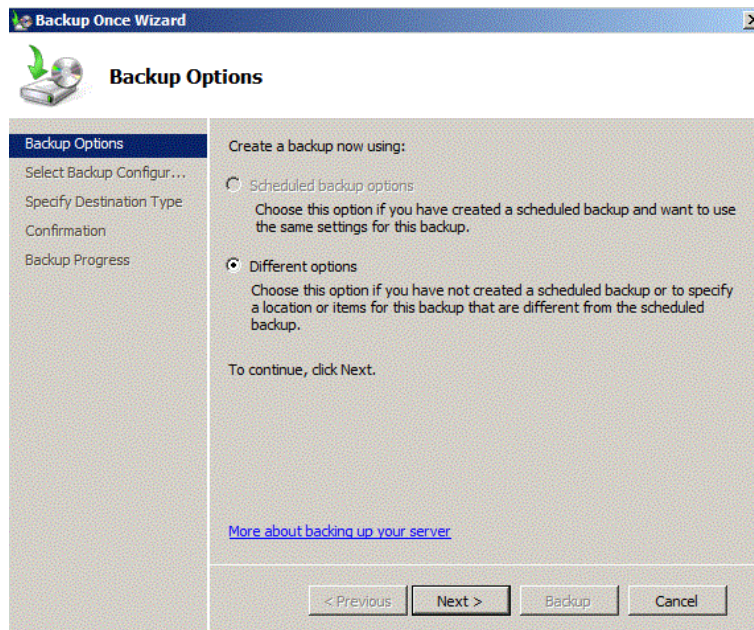 Backup Once Wizard
Backup Options
Backup Options
Select Backup Configur...
Specify Destination Type
Confirmation
Backup Progress
Create a backup now using:
Scheduled backup options
Choose this option if you have created a scheduled backup and want to use
the same settings for this backup.
Different options
Choose this option if you have not created a scheduled backup or to specify
a location or items for this backup that are different from the scheduled
backup.
To continue, click Next.
More about backing up your server
< Previous
Next >
Backup
Cancel